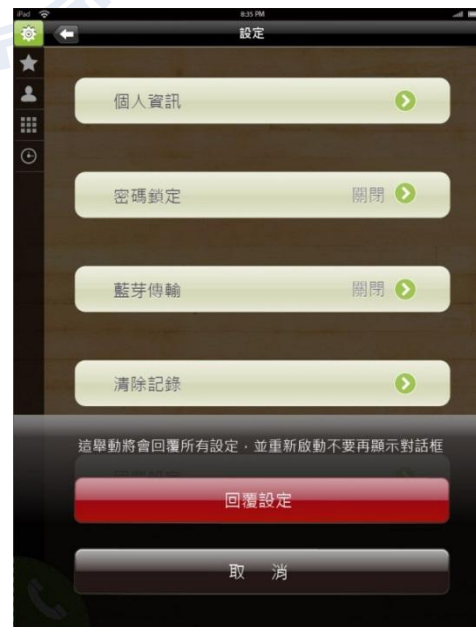 iPad 8:35 PM
設定
個人資訊
密碼鎖定 關閉
藍芽傳輸 關閉
清除記錄
這舉動將會回覆所有設定，並重新啟動不要再顯示對話框
回覆設定
取 消